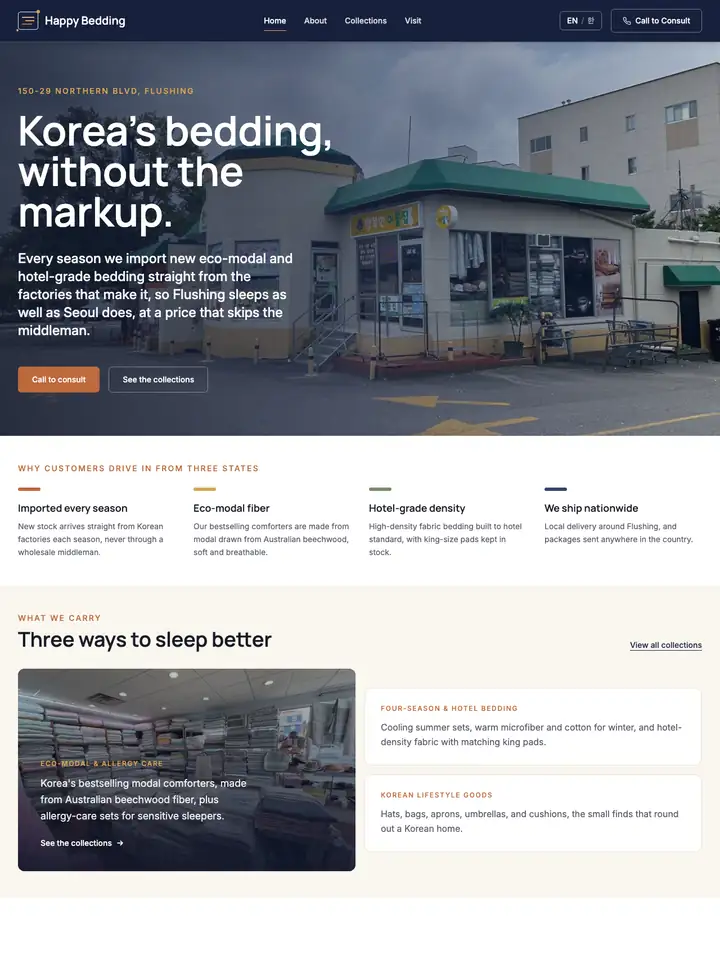 Happy Bedding
Home
About
Collections
Visit
EN / 한
Call to Consult
150-29 NORTHERN BLVD, FLUSHING
Korea's bedding,
without the
markup.
Every season we import new eco-modal and
hotel-grade bedding straight from the
factories that make it, so Flushing sleeps as
well as Seoul does, at a price that skips the
middleman.
Call to consult
See the collections
WHY CUSTOMERS DRIVE IN FROM THREE STATES
Imported every season
New stock arrives straight from Korean
factories each season, never through a
wholesale middleman.
Eco-modal fiber
Our bestselling comforters are made from
modal drawn from Australian beechwood,
soft and breathable.
Hotel-grade density
High-density fabric bedding built to hotel
standard, with king-size pads kept in
stock.
We ship nationwide
Local delivery around Flushing, and
packages sent anywhere in the country.
WHAT WE CARRY
Three ways to sleep better
View all collections
ECO-MODAL & ALLERGY CARE
Korea's bestselling modal comforters, made
from Australian beechwood fiber, plus
allergy-care sets for sensitive sleepers.
See the collections →
FOUR-SEASON & HOTEL BEDDING
Cooling summer sets, warm microfiber and cotton for winter, and hotel-
density fabric with matching king pads.
KOREAN LIFESTYLE GOODS
Hats, bags, aprons, umbrellas, and cushions, the small finds that round
out a Korean home.